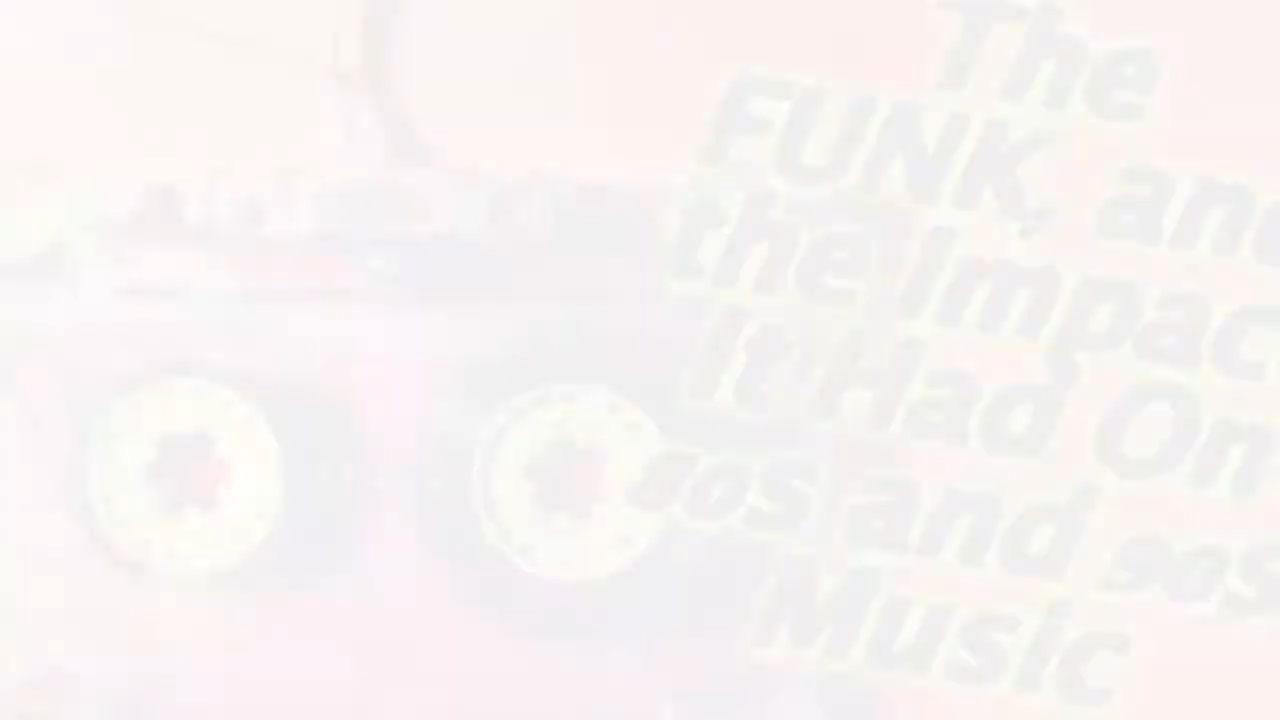 The
FUNK, and
the Impact
It Had On
80s and 90s
Music